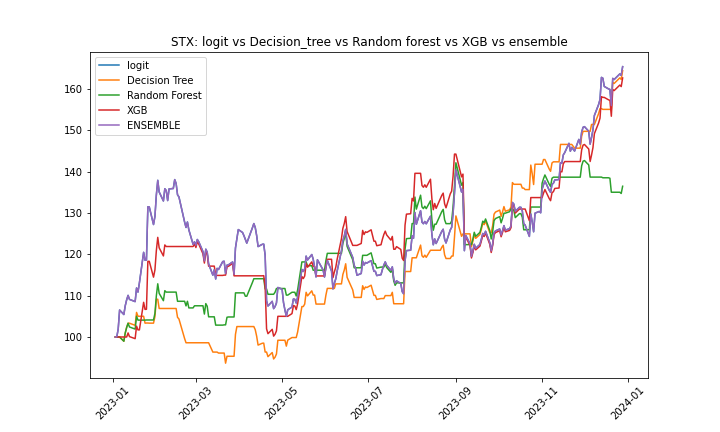 STX: logit vs Decision_tree vs Random forest vs XGB vs ensemble
logit
Decision Tree
Random Forest
XGB
ENSEMBLE
160
150
140
130
120
110
100
2023-01
2023-03
2023-05
2023-07
2023-09
2023-11
2024-01